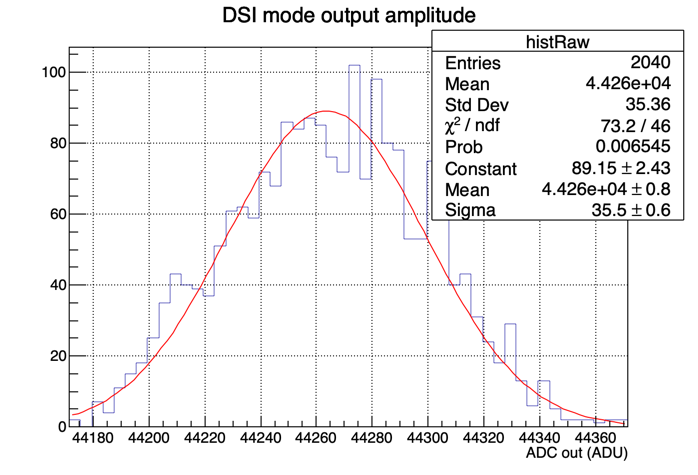 DSI mode output amplitude
histRaw
Entries 2040
Mean 4.426e+04
Std Dev 35.36
χ² / ndf 73.2 / 46
Prob 0.006545
Constant 89.15 ± 2.43
Mean 4.426e+04 ± 0.8
Sigma 35.5 ± 0.6
100
80
60
40
20
0
44180 44200 44220 44240 44260 44280 44300 44320 44340 44360
ADC out (ADU)